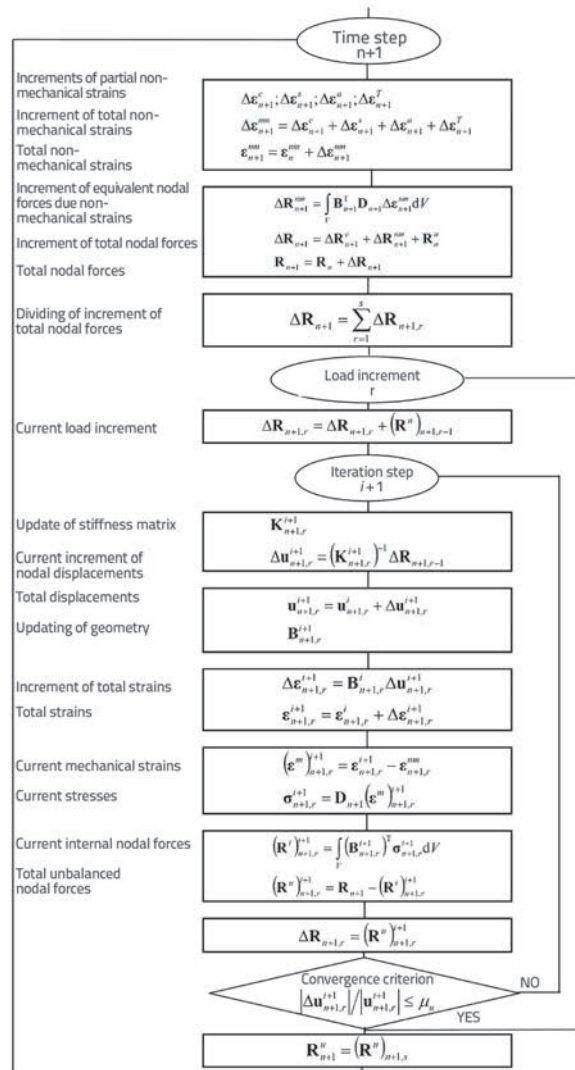 Time step
n+1
Increments of partial non-
mechanical strains
Δε^c_{n+1}; Δε^s_{n+1}; Δε^a_{n+1}; Δε^T_{n+1}
Increment of total non-
mechanical strains
Δε^{nm}_{n+1} = Δε^c_{n+1} + Δε^s_{n+1} + Δε^a_{n+1} + Δε^T_{n+1}
Total non-
mechanical strains
ε^{nm}_{n+1} = ε^{nm}_n + Δε^{nm}_{n+1}
Increment of equivalent nodal
forces due non-
mechanical strains
ΔR^{nm}_{n+1} = ∫_V B^T_{n+1} D_{n+1} Δε^{nm}_{n+1} dV
Increment of total nodal forces
ΔR_{n+1} = ΔR^e_{n+1} + ΔR^{nm}_{n+1} + R^u_n
Total nodal forces
R_{n+1} = R_n + ΔR_{n+1}
Dividing of increment of
total nodal forces
ΔR_{n+1} = ∑_{r=1}^{s} ΔR_{n+1,r}
Load increment
r
Current load increment
ΔR_{n+1,r} = ΔR_{n+1,r} + (R^u)_{n+1,r-1}
Iteration step
i+1
Update of stiffness matrix
K^{i+1}_{n+1,r}
Current increment of
nodal displacements
Δu^{i+1}_{n+1,r} = (K^{i+1}_{n+1,r})^{-1} ΔR_{n+1,r-1}
Total displacements
u^{i+1}_{n+1,r} = u^i_{n+1,r} + Δu^{i+1}_{n+1,r}
Updating of geometry
B^{i+1}_{n+1,r}
Increment of total strains
Δε^{i+1}_{n+1,r} = B^i_{n+1,r} Δu^{i+1}_{n+1,r}
Total strains
ε^{i+1}_{n+1,r} = ε^i_{n+1,r} + Δε^{i+1}_{n+1,r}
Current mechanical strains
(ε^m)^{i+1}_{n+1,r} = ε^{i+1}_{n+1,r} − ε^{nm}_{n+1,r}
Current stresses
σ^{i+1}_{n+1,r} = D_{n+1} (ε^m)^{i+1}_{n+1,r}
Current internal nodal forces
(R^i)^{i+1}_{n+1,r} = ∫_V (B^{i+1}_{n+1,r})^T σ^{i+1}_{n+1,r} dV
Total unbalanced
nodal forces
(R^u)^{i+1}_{n+1,r} = R_{n+1} − (R^i)^{i+1}_{n+1,r}
ΔR_{n+1,r} = (R^u)^{i+1}_{n+1,r}
Convergence criterion
|Δu^{i+1}_{n+1,r}|/|u^{i+1}_{n+1,r}| ≤ μ_u
NO
YES
R^u_{n+1} = (R^u)_{n+1,s}